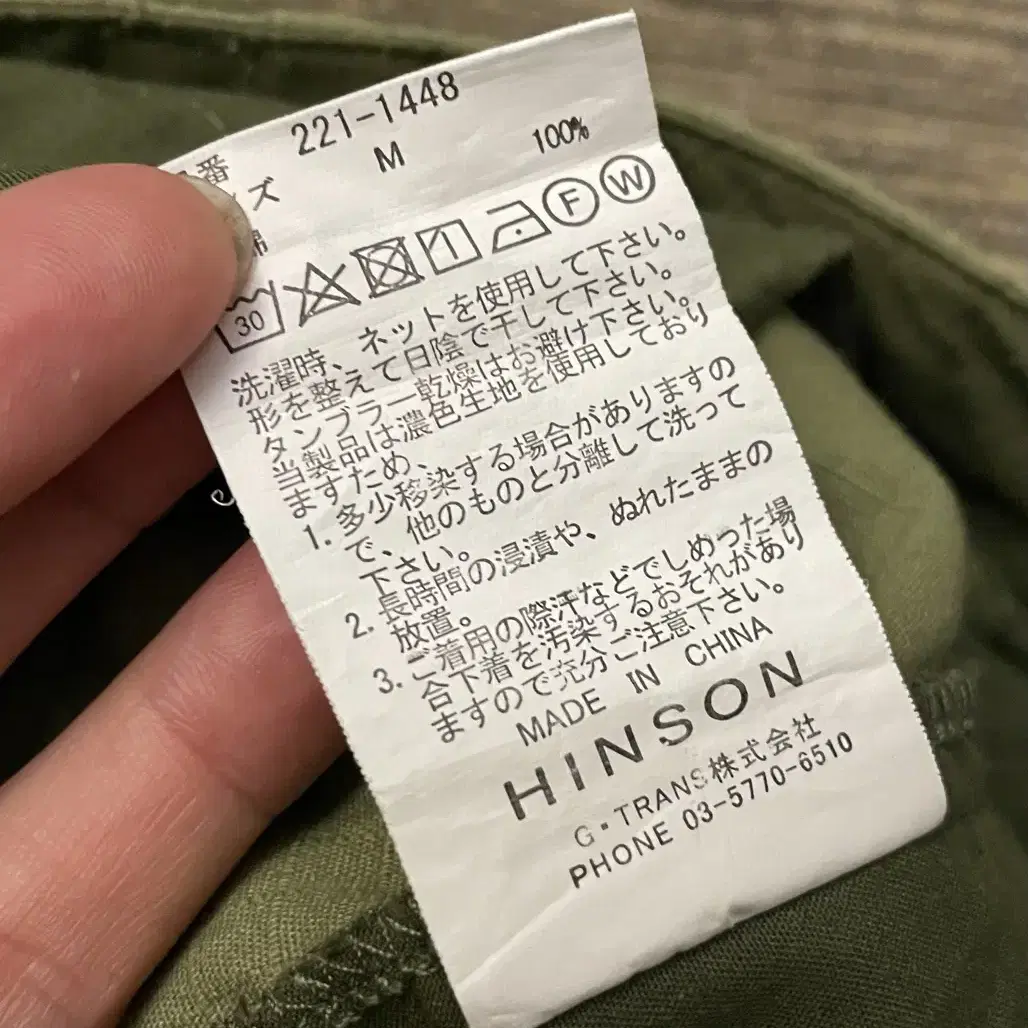 品番 221-1448
サイズ M
綿 100%
30 1 F W
洗濯時、ネットを使用して下さい。
形を整えて日陰で干して下さい。
タンブラー乾燥はお避け下さい。
当製品は濃色生地を使用しており
ますため、
1. 多少移染する場合がありますの
で、他のものと分離して洗って
下さい。
2. 長時間の浸漬や、ぬれたままの
放置。
3. ご着用の際汗などでしめった場
合下着を汚染するおそれがあり
ますので充分ご注意下さい。
MADE IN CHINA
HINSON
G・TRANS株式会社
PHONE 03-5770-6510